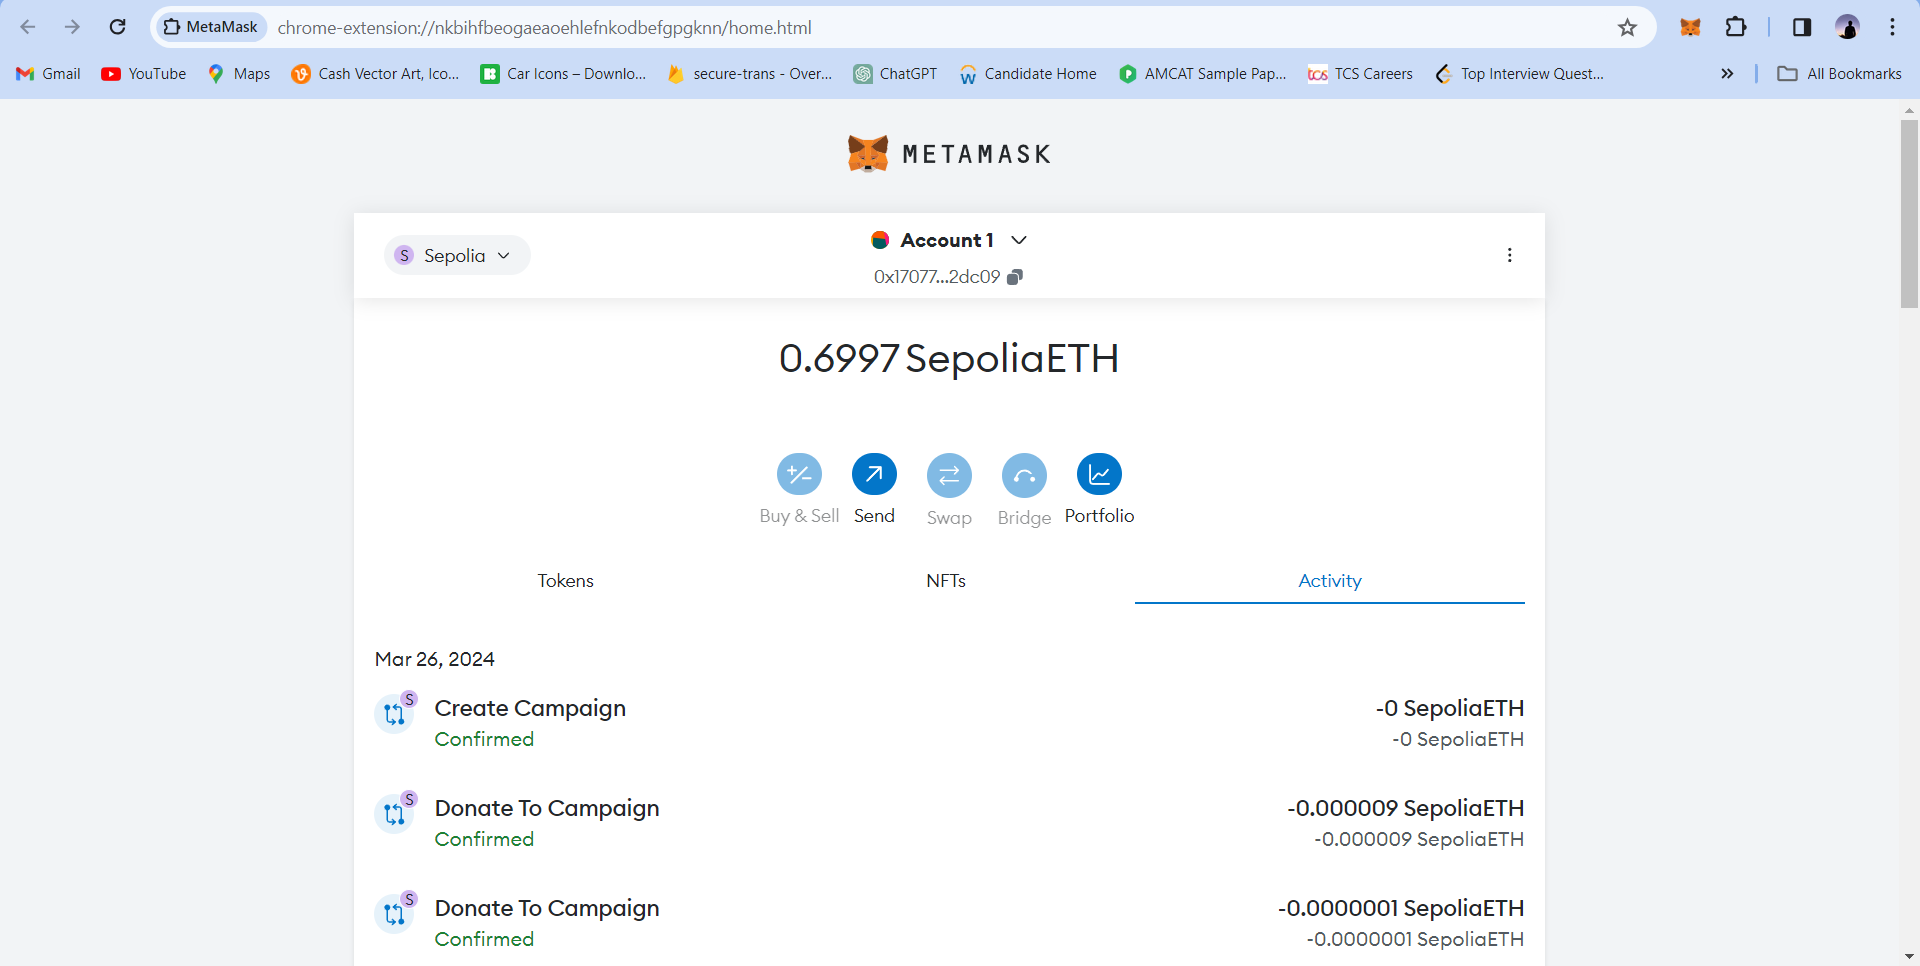 MetaMask
chrome-extension://nkbihfbeogaeaoehlefnkodbefgpgknn/home.html
Gmail
YouTube
Maps
Cash Vector Art, Ico...
Car Icons – Downlo...
secure-trans - Over...
ChatGPT
Candidate Home
AMCAT Sample Pap...
tcs
TCS Careers
Top Interview Quest...
All Bookmarks
METAMASK
S
Sepolia
Account 1
0x17077...2dc09
0.6997 SepoliaETH
Buy & Sell
Send
Swap
Bridge
Portfolio
Tokens
NFTs
Activity
Mar 26, 2024
S
Create Campaign
-0 SepoliaETH
Confirmed
-0 SepoliaETH
S
Donate To Campaign
-0.000009 SepoliaETH
Confirmed
-0.000009 SepoliaETH
S
Donate To Campaign
-0.0000001 SepoliaETH
Confirmed
-0.0000001 SepoliaETH